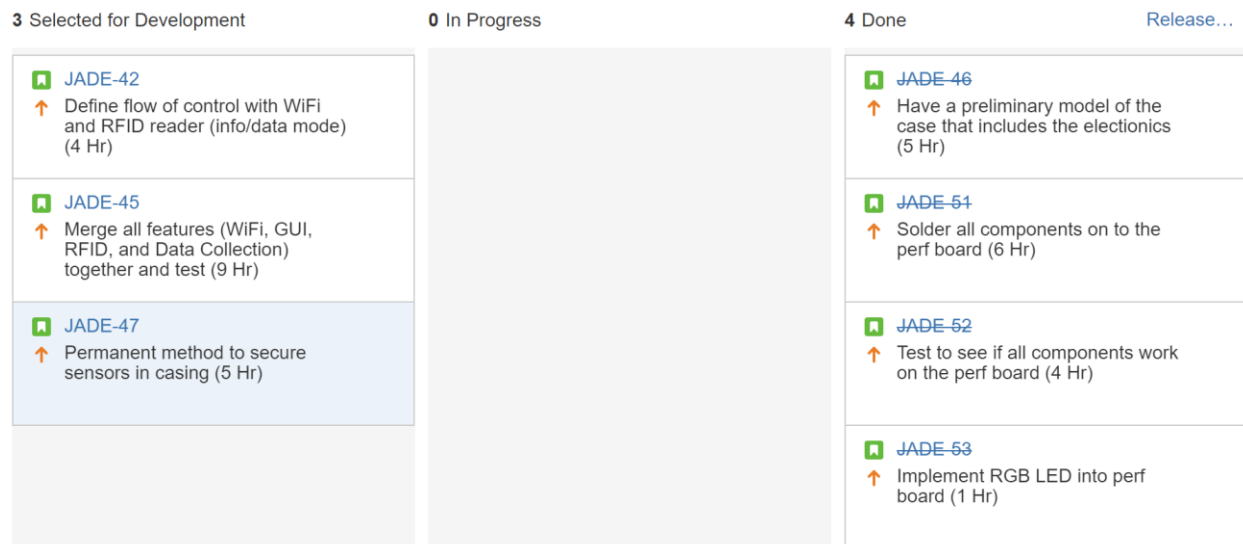 3 Selected for Development
JADE-42
Define flow of control with WiFi
and RFID reader (info/data mode)
(4 Hr)
JADE-45
Merge all features (WiFi, GUI,
RFID, and Data Collection)
together and test (9 Hr)
JADE-47
Permanent method to secure
sensors in casing (5 Hr)
0 In Progress
4 Done
Release…
JADE-46
Have a preliminary model of the
case that includes the electionics
(5 Hr)
JADE-51
Solder all components on to the
perf board (6 Hr)
JADE-52
Test to see if all components work
on the perf board (4 Hr)
JADE-53
Implement RGB LED into perf
board (1 Hr)